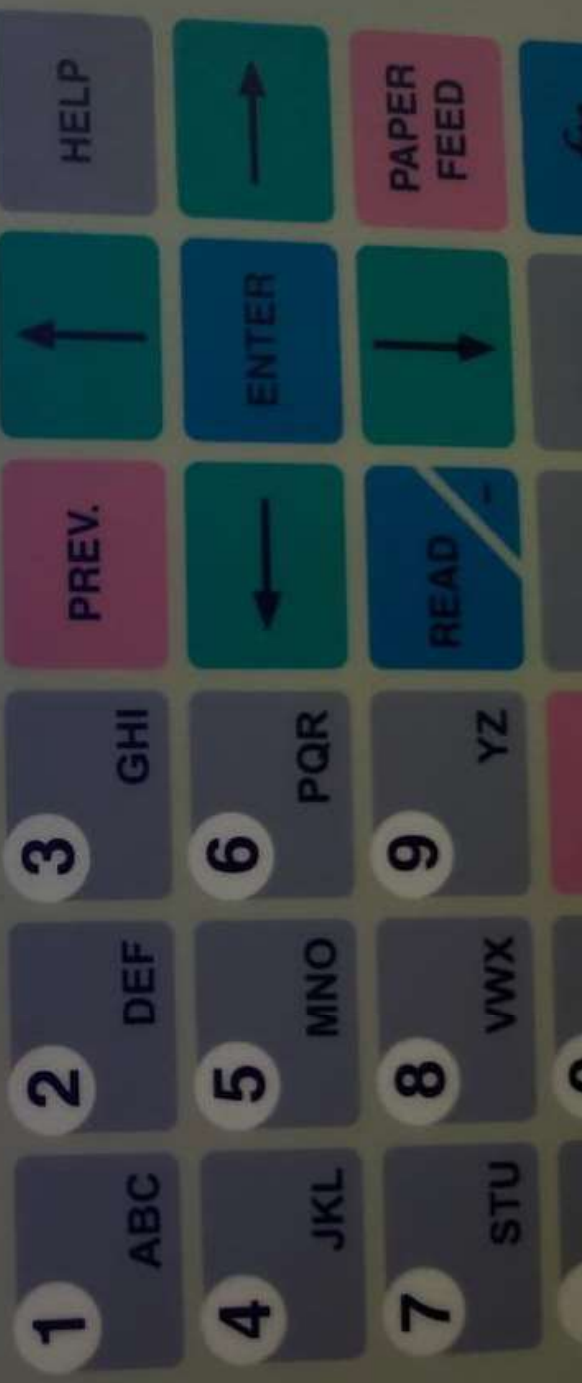 1 ABC
2 DEF
3 GHI
PREV.
HELP
4 JKL
5 MNO
6 PQR
ENTER
7 STU
8 VWX
9 YZ
READ
-
PAPER
FEED